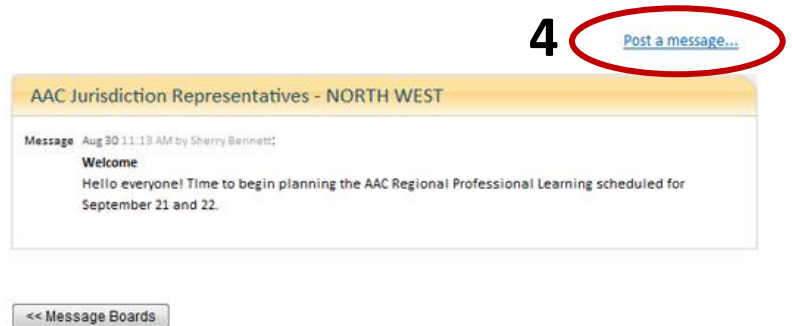 4 Post a message...
AAC Jurisdiction Representatives - NORTH WEST
Message Aug 30 11:13 AM by Sherry Bennett:
Welcome
Hello everyone! TIme to begin planning the AAC Regional Professional Learning scheduled for
September 21 and 22.
<< Message Boards